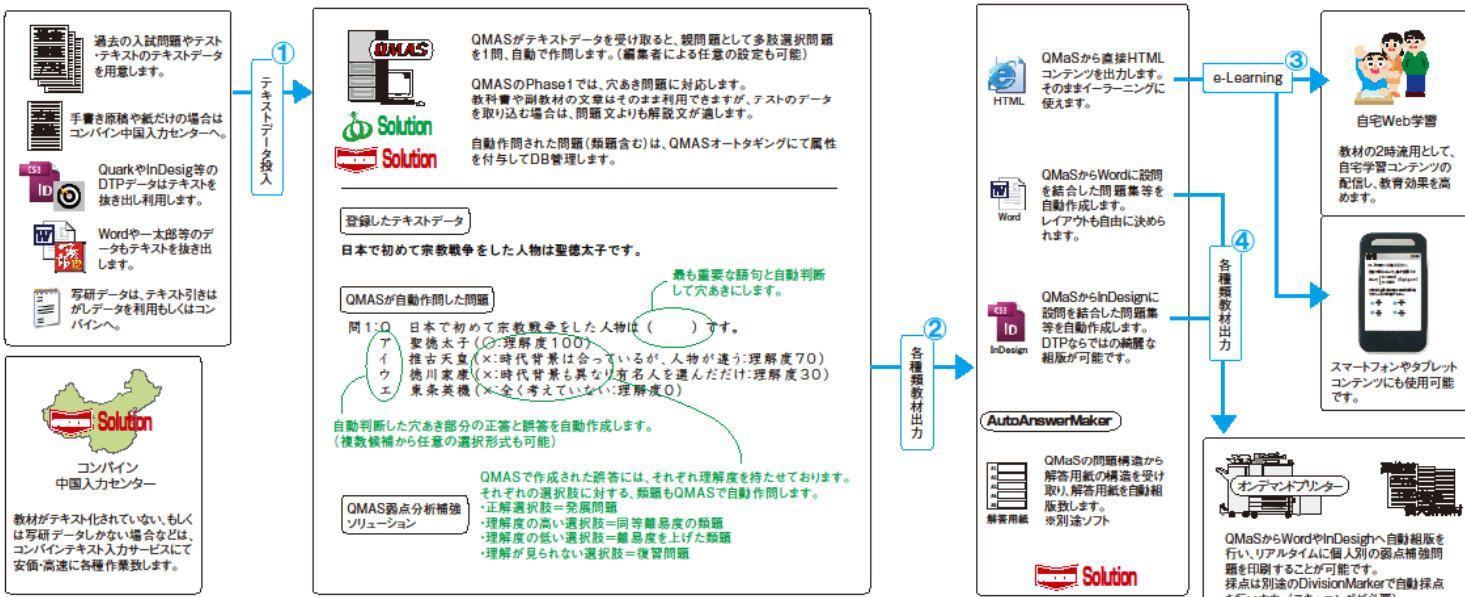 過去の入試問題やテスト
・テキストのテキストデータ
を用意します。
手書き原稿や紙だけの場合は
コンバイン中国入力センターへ。
CS3
ID
QuarkやInDesig等の
DTPデータはテキストを
抜き出し利用します。
W
Wordや一太郎等のデ
ータもテキストを抜き出
します。
写研データは、テキスト引きは
がしデータを利用もしくはコン
バインへ。
Solution
コンバイン
中国入力センター
教材がテキスト化されていない、もしく
は写研データしかない場合などは、
コンバインテキスト入力サービスにて
安価・高速に各種作業致します。
①
テキストデータ投入
QMAS
QMASがテキストデータを受け取ると、親問題として多肢選択問題
を1問、自動で作問します。(編集者による任意の設定も可能)
QMASのPhase1では、穴あき問題に対応します。
教科書や副教材の文章はそのまま利用できますが、テストのデータ
を取り込む場合は、問題文よりも解説文が適します。
Solution
Solution
自動作問された問題(類題含む)は、QMASオートタギングにて属性
を付与してDB管理します。
登録したテキストデータ
日本で初めて宗教戦争をした人物は聖徳太子です。
最も重要な語句と自動判断
して穴あきにします。
QMASが自動作問した問題
問1:Q 日本で初めて宗教戦争をした人物は( )です。
ア 聖徳太子(○:理解度100)
イ 推古天皇(×:時代背景は合っているが、人物が違う:理解度70)
ウ 徳川家康(×:時代背景も異なり有名人を選んだだけ:理解度30)
エ 東条英機(×:全く考えていない:理解度0)
自動判断した穴あき部分の正答と誤答を自動作成します。
(複数候補から任意の選択形式も可能)
QMAS弱点分析補強
ソリューション
QMASで作成された誤答には、それぞれ理解度を持たせております。
それぞれの選択肢に対する、類題もQMASで自動作問します。
・正解選択肢=発展問題
・理解度の高い選択肢=同等難易度の類題
・理解度の低い選択肢=難易度を上げた類題
・理解が見られない選択肢=復習問題
②
各種類教材出力
HTML
QMaSから直接HTML
コンテンツを出力します。
そのままイーラーニングに
使えます。
W
Word
QMaSからWordに設問
を結合した問題集等を
自動作成します。
レイアウトも自由に決めら
れます。
CS3
ID
InDesign
QMaSからInDesignに
設問を結合した問題集
等を自動作成します。
DTPならではの綺麗な
組版が可能です。
AutoAnswerMaker
解答用紙
QMaSの問題構造から
解答用紙の構造を受け
取り、解答用紙を自動組
版致します。
※別途ソフト
Solution
e-Learning
③
④
各種類教材出力
自宅Web学習
教材の2時流用として、
自宅学習コンテンツの
配信し、教育効果を高
めます。
スマートフォンやタブレット
コンテンツにも使用可能
です。
オンデマンドプリンター
QMaSからWordやInDesighへ自動組版を
行い、リアルタイムに個人別の弱点補強問
題を印刷することが可能です。
採点は別途のDivisionMarkerで自動採点